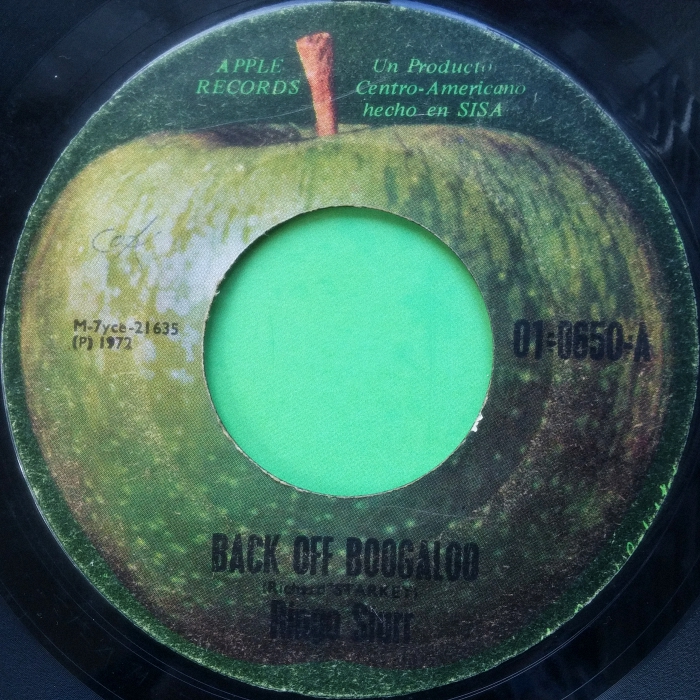 APPLE
RECORDS
Un Producto
Centro-Americano
hecho en SISA
M-7yce-21635
(P) 1972
01-0650-A
BACK OFF BOOGALOO
(Richard STARKEY)
Ringo Starr